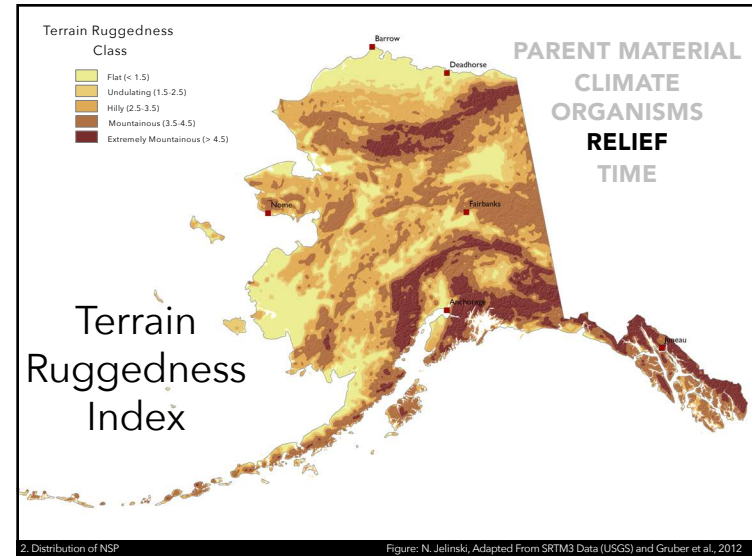 Terrain Ruggedness
Class
Flat (< 1.5)
Undulating (1.5-2.5)
Hilly (2.5-3.5)
Mountainous (3.5-4.5)
Extremely Mountainous (> 4.5)
Barrow
Deadhorse
PARENT MATERIAL
CLIMATE
ORGANISMS
RELIEF
TIME
Nome
Fairbanks
Anchorage
Juneau
Terrain
Ruggedness
Index
2. Distribution of NSP
Figure: N. Jelinski, Adapted From SRTM3 Data (USGS) and Gruber et al., 2012